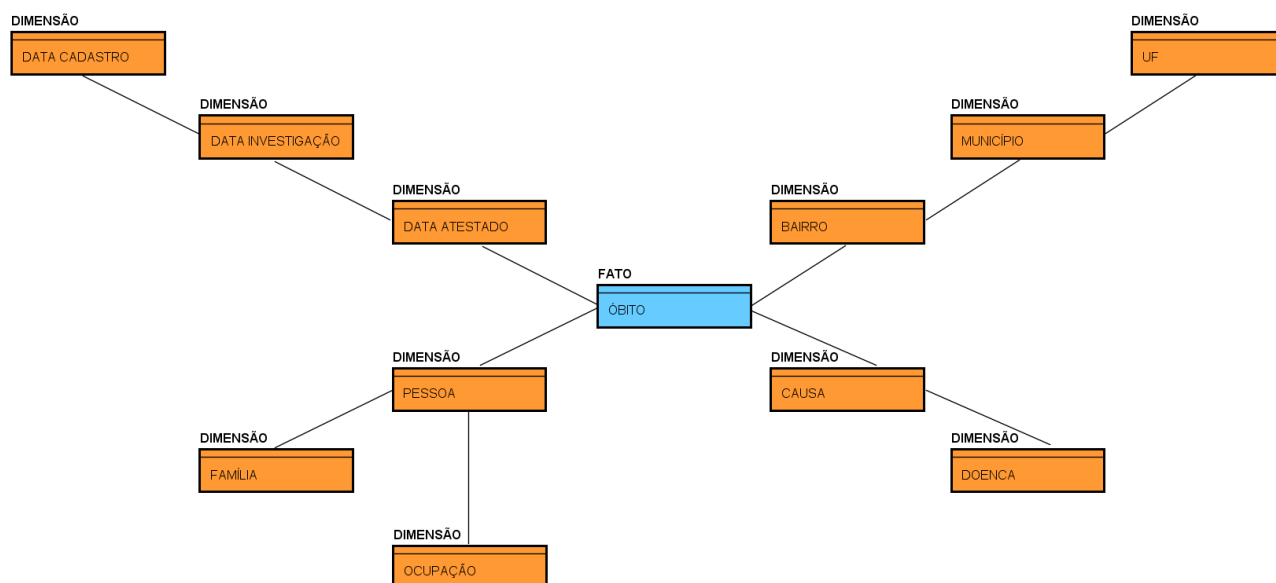 DIMENSÃO
DATA CADASTRO
DIMENSÃO
UF
DIMENSÃO
DATA INVESTIGAÇÃO
DIMENSÃO
MUNICÍPIO
DIMENSÃO
DATA ATESTADO
DIMENSÃO
BAIRRO
FATO
ÓBITO
DIMENSÃO
PESSOA
DIMENSÃO
CAUSA
DIMENSÃO
FAMÍLIA
DIMENSÃO
DOENCA
DIMENSÃO
OCUPAÇÃO